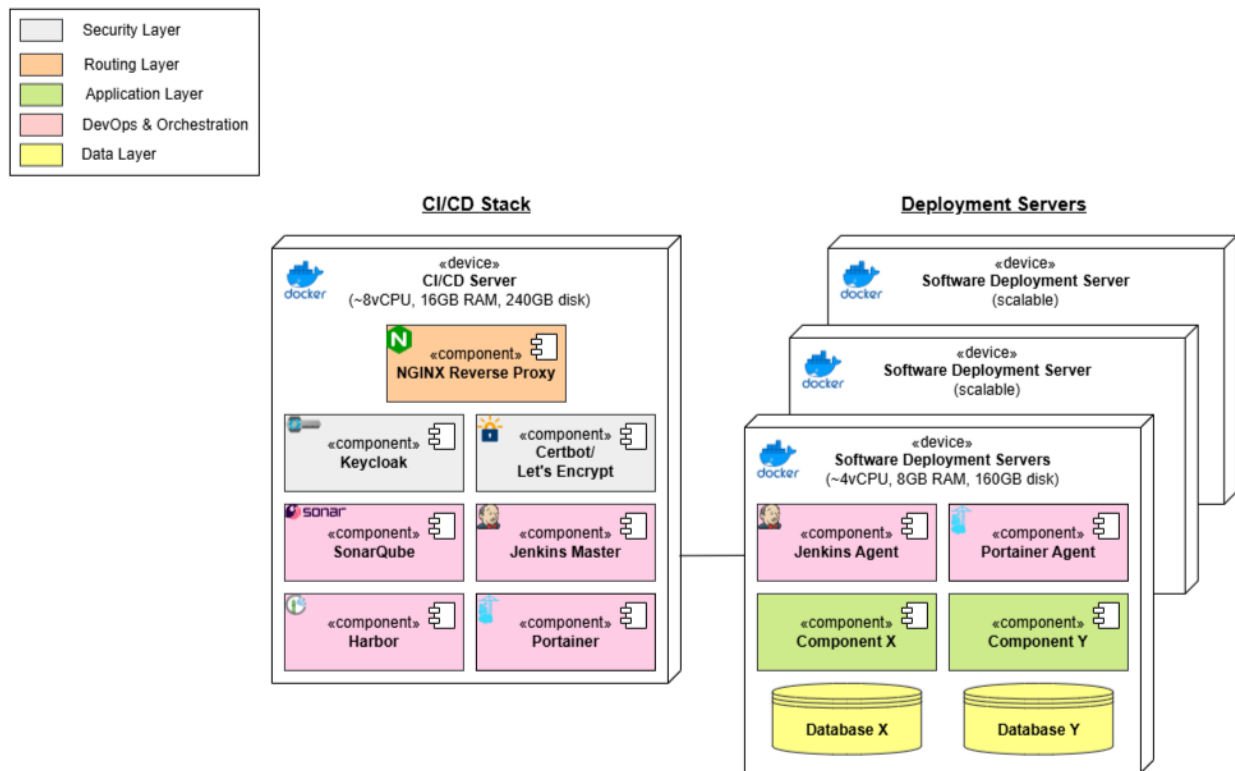 Security Layer
Routing Layer
Application Layer
DevOps & Orchestration
Data Layer
CI/CD Stack
«device»
docker
CI/CD Server
(~8vCPU, 16GB RAM, 240GB disk)
«component»
NGINX Reverse Proxy
«component»
Keycloak
«component»
Certbot/
Let's Encrypt
sonar
«component»
SonarQube
«component»
Jenkins Master
«component»
Harbor
«component»
Portainer
Deployment Servers
«device»
docker
Software Deployment Server
(scalable)
«device»
docker
Software Deployment Server
(scalable)
«device»
docker
Software Deployment Servers
(~4vCPU, 8GB RAM, 160GB disk)
«component»
Jenkins Agent
«component»
Portainer Agent
«component»
Component X
«component»
Component Y
Database X
Database Y